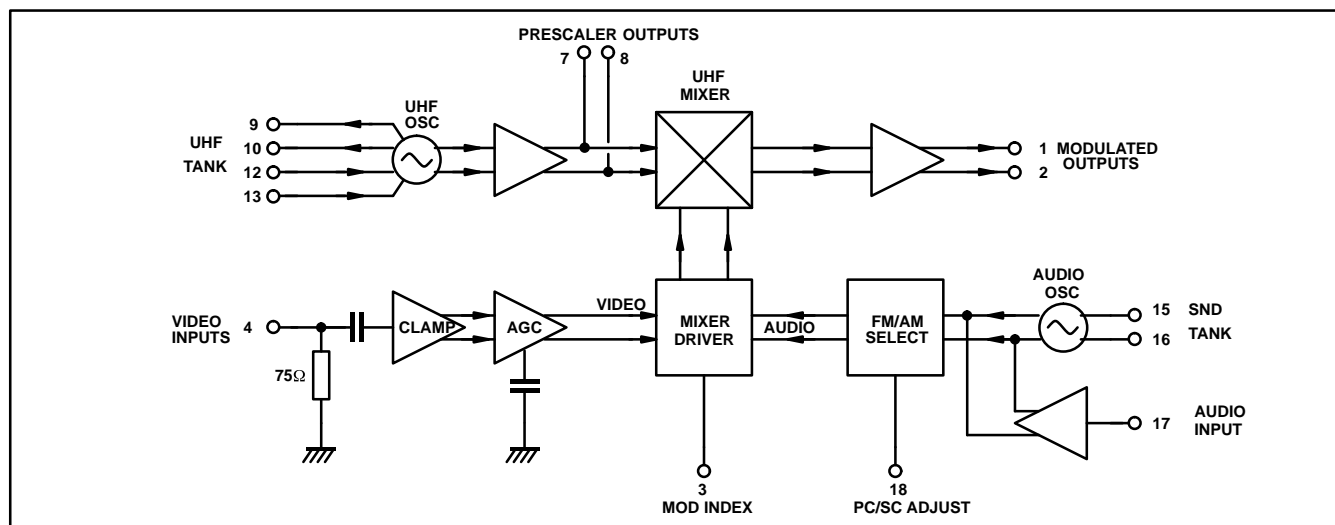 PRESCALER OUTPUTS
7 8
UHF
MIXER
UHF
OSC
9
UHF 10
TANK 12
13
1 MODULATED
OUTPUTS
2
VIDEO
INPUTS 4
75Ω
CLAMP
AGC
VIDEO
MIXER
DRIVER
AUDIO
FM/AM
SELECT
AUDIO
OSC
15 SND
16 TANK
17 AUDIO
INPUT
3
MOD INDEX
18
PC/SC ADJUST